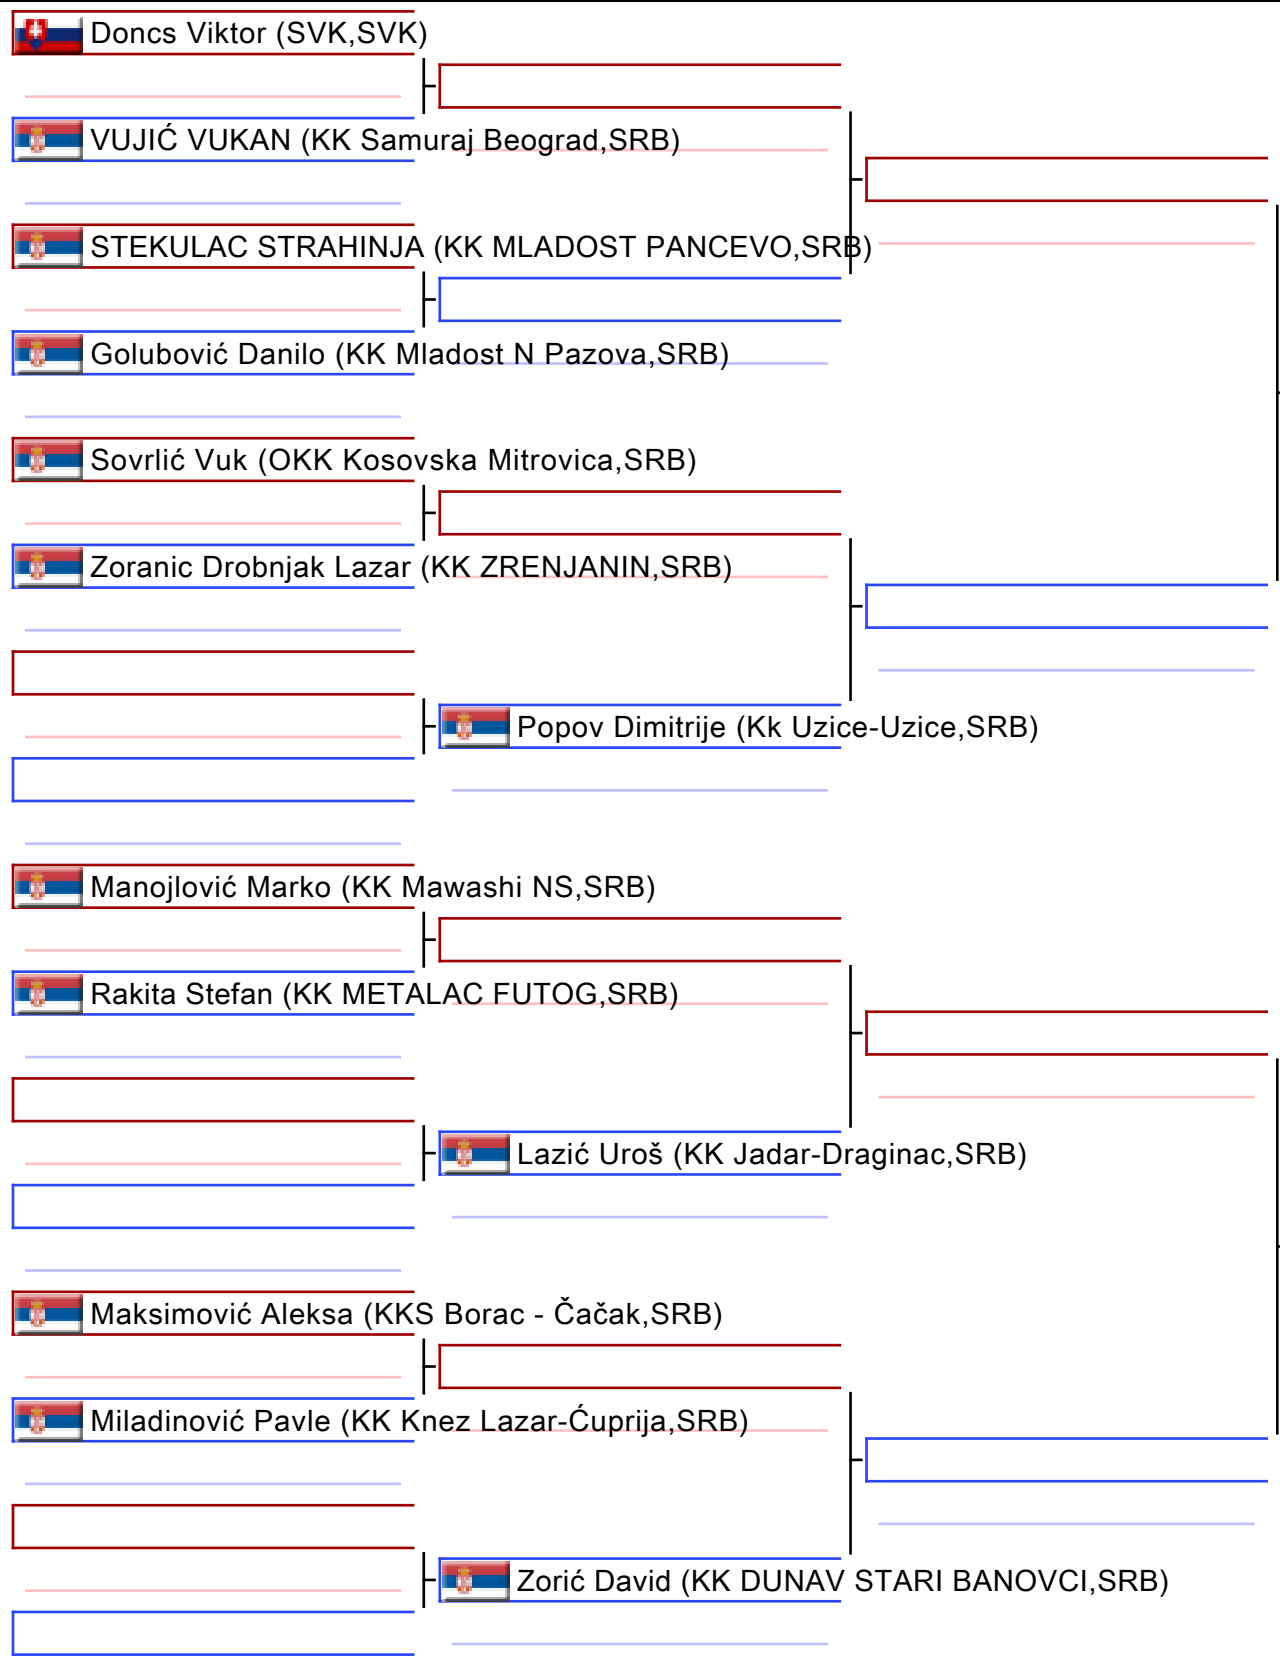 Doncs Viktor (SVK,SVK)
VUJIĆ VUKAN (KK Samuraj Beograd,SRB)
STEKULAC STRAHINJA (KK MLADOST PANCEVO,SRB)
Golubović Danilo (KK Mladost N Pazova,SRB)
Sovrlić Vuk (OKK Kosovska Mitrovica,SRB)
Zoranic Drobnjak Lazar (KK ZRENJANIN,SRB)
Popov Dimitrije (Kk Uzice-Uzice,SRB)
Manojlović Marko (KK Mawashi NS,SRB)
Rakita Stefan (KK METALAC FUTOG,SRB)
Lazić Uroš (KK Jadar-Draginac,SRB)
Maksimović Aleksa (KKS Borac - Čačak,SRB)
Miladinović Pavle (KK Knez Lazar-Ćuprija,SRB)
Zorić David (KK DUNAV STARI BANOVCI,SRB)